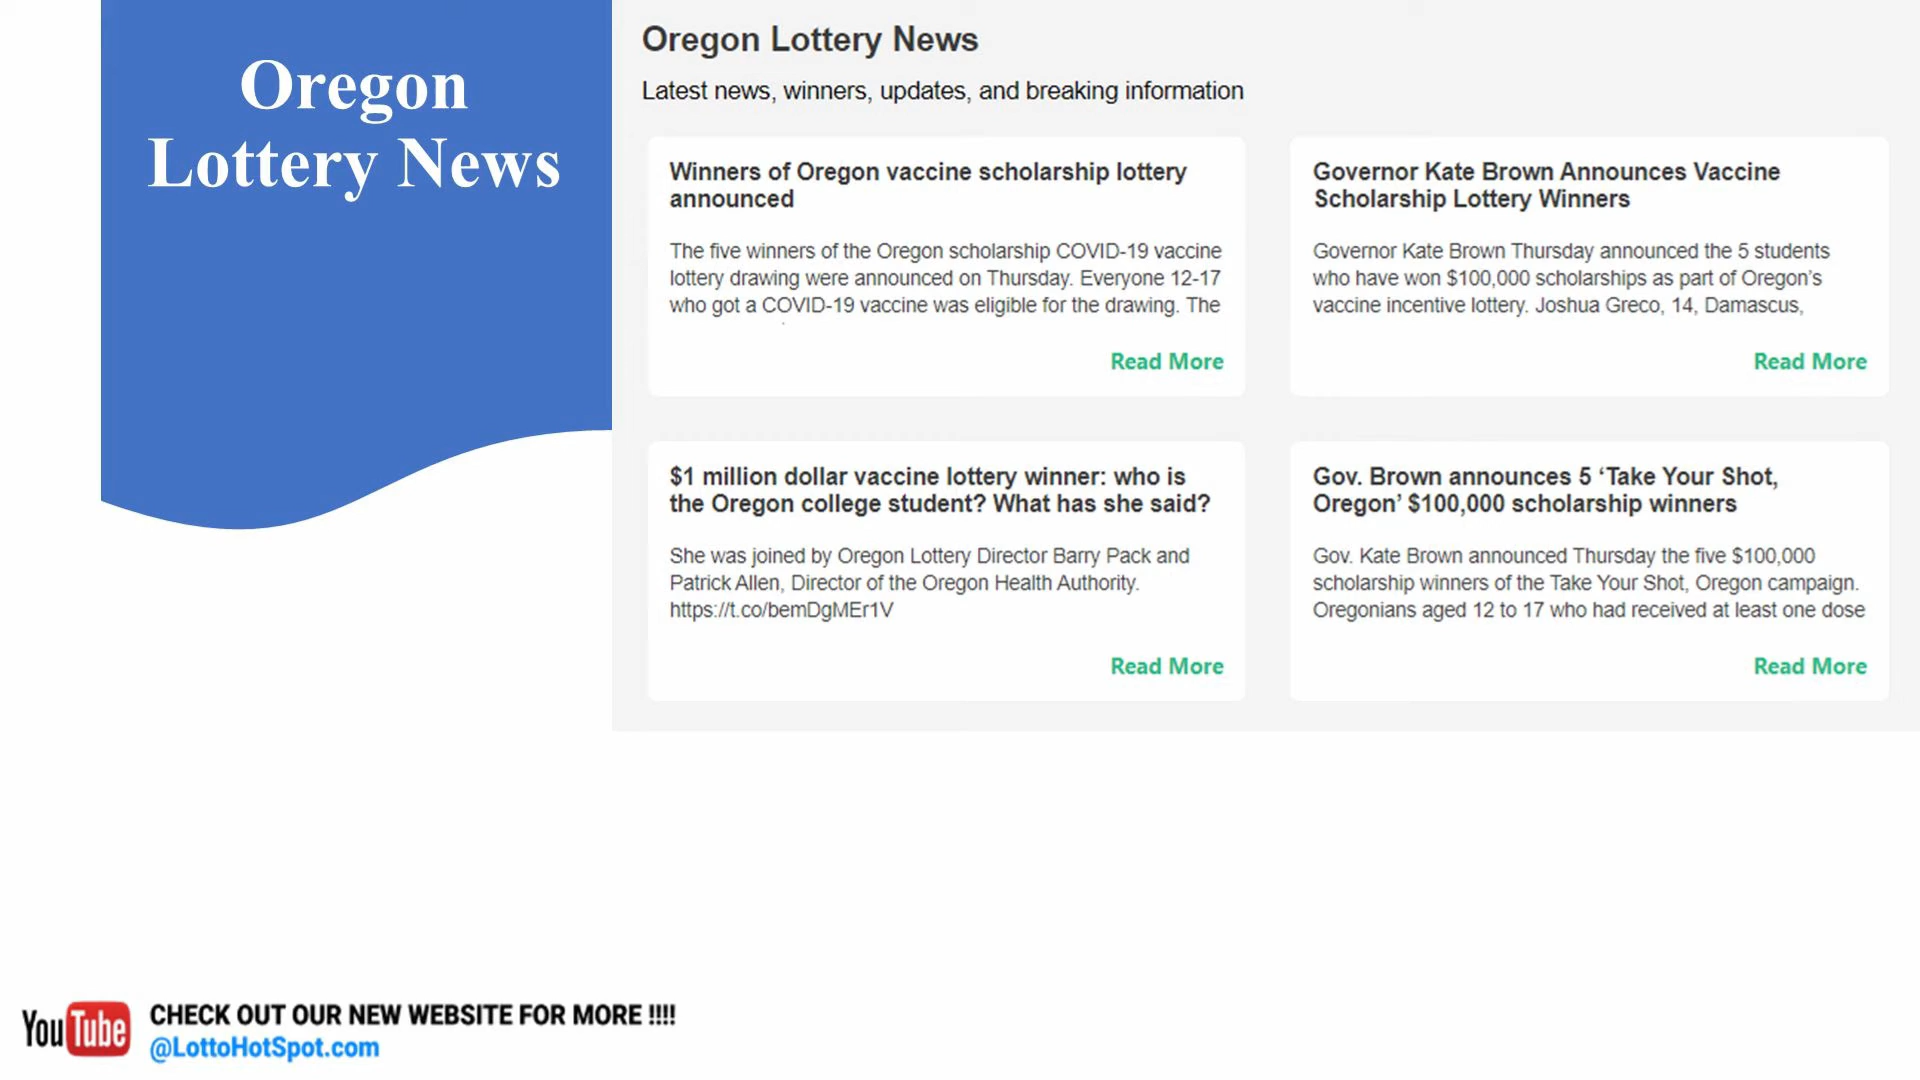 Oregon
Lottery News
Oregon Lottery News
Latest news, winners, updates, and breaking information
Winners of Oregon vaccine scholarship lottery
announced
The five winners of the Oregon scholarship COVID-19 vaccine
lottery drawing were announced on Thursday. Everyone 12-17
who got a COVID-19 vaccine was eligible for the drawing. The
Read More
Governor Kate Brown Announces Vaccine
Scholarship Lottery Winners
Governor Kate Brown Thursday announced the 5 students
who have won $100,000 scholarships as part of Oregon’s
vaccine incentive lottery. Joshua Greco, 14, Damascus,
Read More
$1 million dollar vaccine lottery winner: who is
the Oregon college student? What has she said?
She was joined by Oregon Lottery Director Barry Pack and
Patrick Allen, Director of the Oregon Health Authority.
https://t.co/bemDgMEr1V
Read More
Gov. Brown announces 5 ‘Take Your Shot,
Oregon’ $100,000 scholarship winners
Gov. Kate Brown announced Thursday the five $100,000
scholarship winners of the Take Your Shot, Oregon campaign.
Oregonians aged 12 to 17 who had received at least one dose
Read More
YouTube
CHECK OUT OUR NEW WEBSITE FOR MORE !!!!
@LottoHotSpot.com